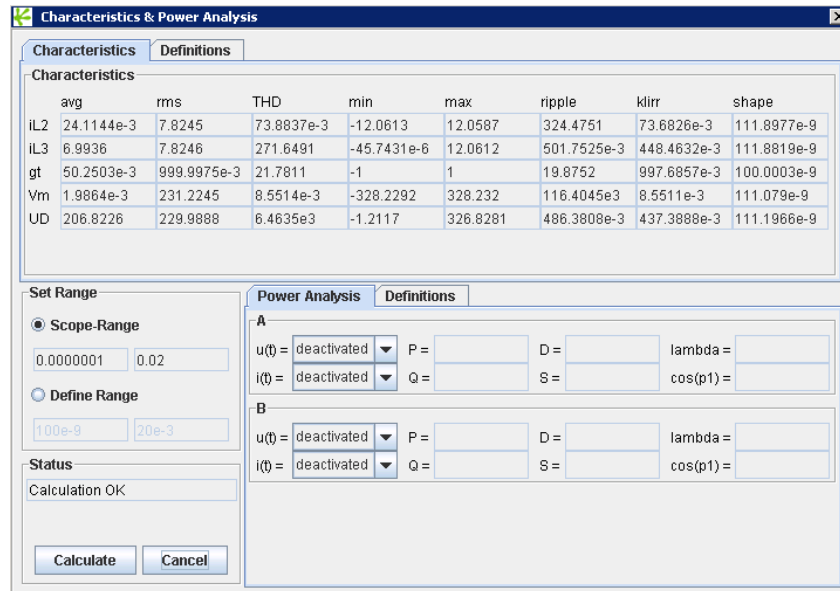 Characteristics & Power Analysis
Characteristics Definitions
Characteristics
avg rms THD min max ripple klirr shape
iL2 24.1144e-3 7.8245 73.8837e-3 -12.0613 12.0587 324.4751 73.6826e-3 111.8977e-9
iL3 6.9936 7.8246 271.6491 -45.7431e-6 12.0612 501.7525e-3 448.4632e-3 111.8819e-9
gt 50.2503e-3 999.9975e-3 21.7811 -1 1 19.8752 997.6857e-3 100.0003e-9
Vm 1.9864e-3 231.2245 8.5514e-3 -328.2292 328.232 116.4045e3 8.5511e-3 111.079e-9
UD 206.8226 229.9888 6.4635e3 -1.2117 326.8281 486.3808e-3 437.3888e-3 111.1966e-9
Set Range
Scope-Range
0.0000001 0.02
Define Range
100e-9 20e-3
Status
Calculation OK
Calculate Cancel
Power Analysis Definitions
A
u(t) = deactivated P = D = lambda =
i(t) = deactivated Q = S = cos(p1) =
B
u(t) = deactivated P = D = lambda =
i(t) = deactivated Q = S = cos(p1) =